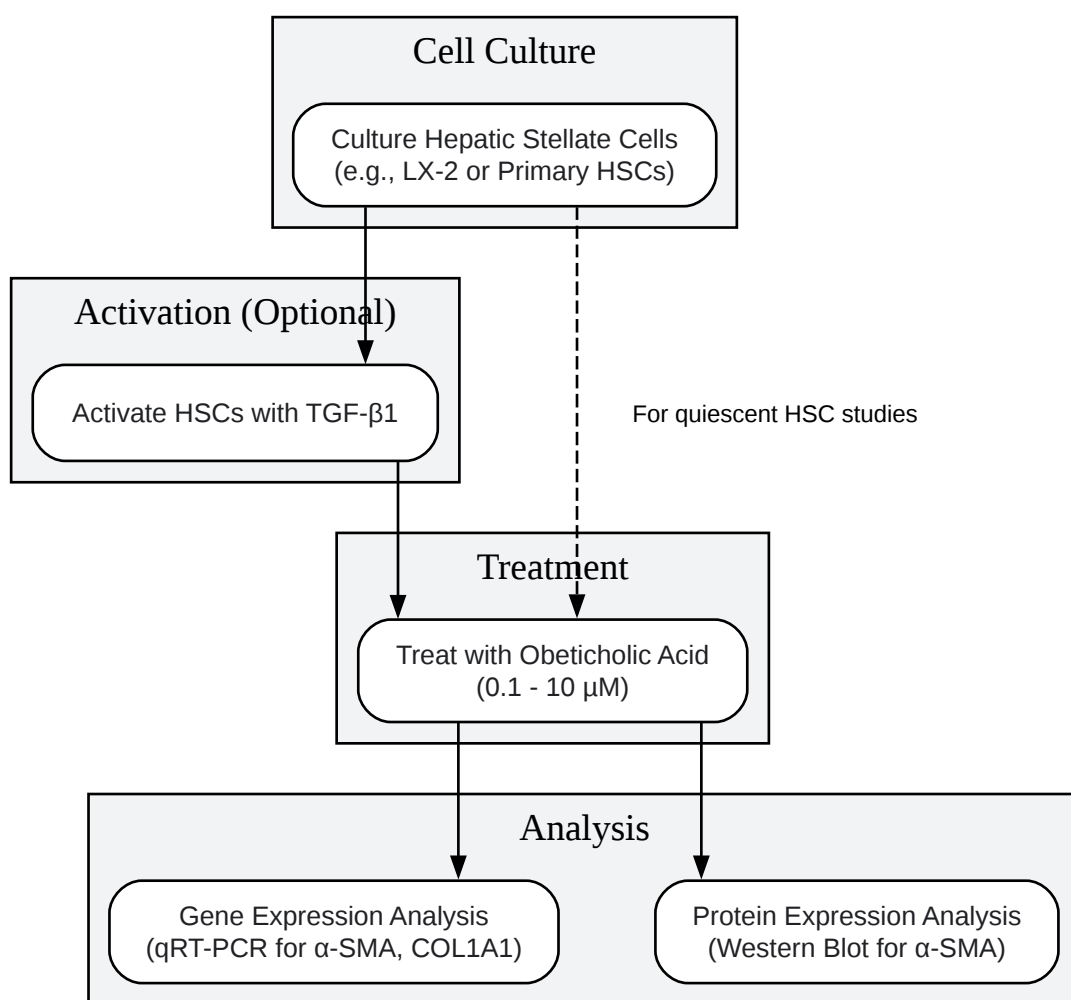 Cell Culture
Culture Hepatic Stellate Cells
(e.g., LX-2 or Primary HSCs)
Activation (Optional)
Activate HSCs with TGF-β1
For quiescent HSC studies
Treatment
Treat with Obeticholic Acid
(0.1 - 10 µM)
Analysis
Gene Expression Analysis
(qRT-PCR for α-SMA, COL1A1)
Protein Expression Analysis
(Western Blot for α-SMA)